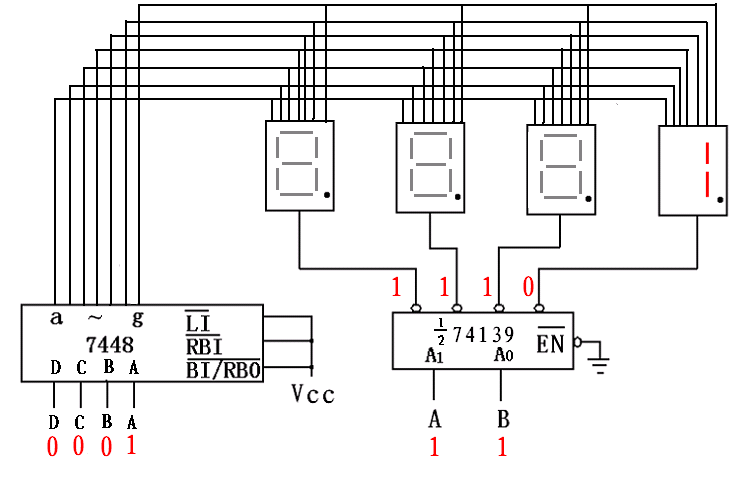 1 1 1 0
a ~ g
LI
7448
RBI
D C B A
BI/RBO
1/2 74139
EN
A1 A0
Vcc
D C B A
0 0 0 1
A B
1 1